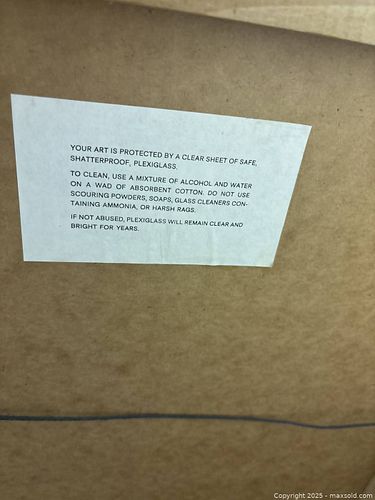 YOUR ART IS PROTECTED BY A CLEAR SHEET OF SAFE,
SHATTERPROOF, PLEXIGLASS.
TO CLEAN, USE A MIXTURE OF ALCOHOL AND WATER
ON A WAD OF ABSORBENT COTTON. DO NOT USE
SCOURING POWDERS, SOAPS, GLASS CLEANERS CON-
TAINING AMMONIA, OR HARSH RAGS.
IF NOT ABUSED, PLEXIGLASS WILL REMAIN CLEAR AND
BRIGHT FOR YEARS.
Copyright 2025 - maxsold.com